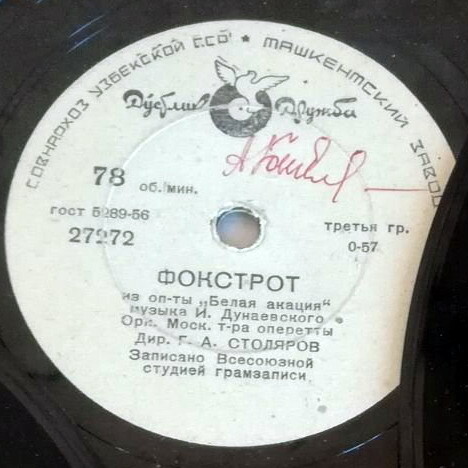 СОВНАРХОЗ УЗБЕКСКОЙ ССР ★ ТАШКЕНТСКИЙ ЗАВОД
Дӯстлик Дружба
78 об/мин.
гост 5289-56
27272
третья гр.
0-57
ФОКСТРОТ
из оп-ты „Белая акация"
музыка И. Дунаевского
Орк. Моск. т-ра оперетты
Дир. Г. А. СТОЛЯРОВ
Записано Всесоюзной
студией грамзаписи